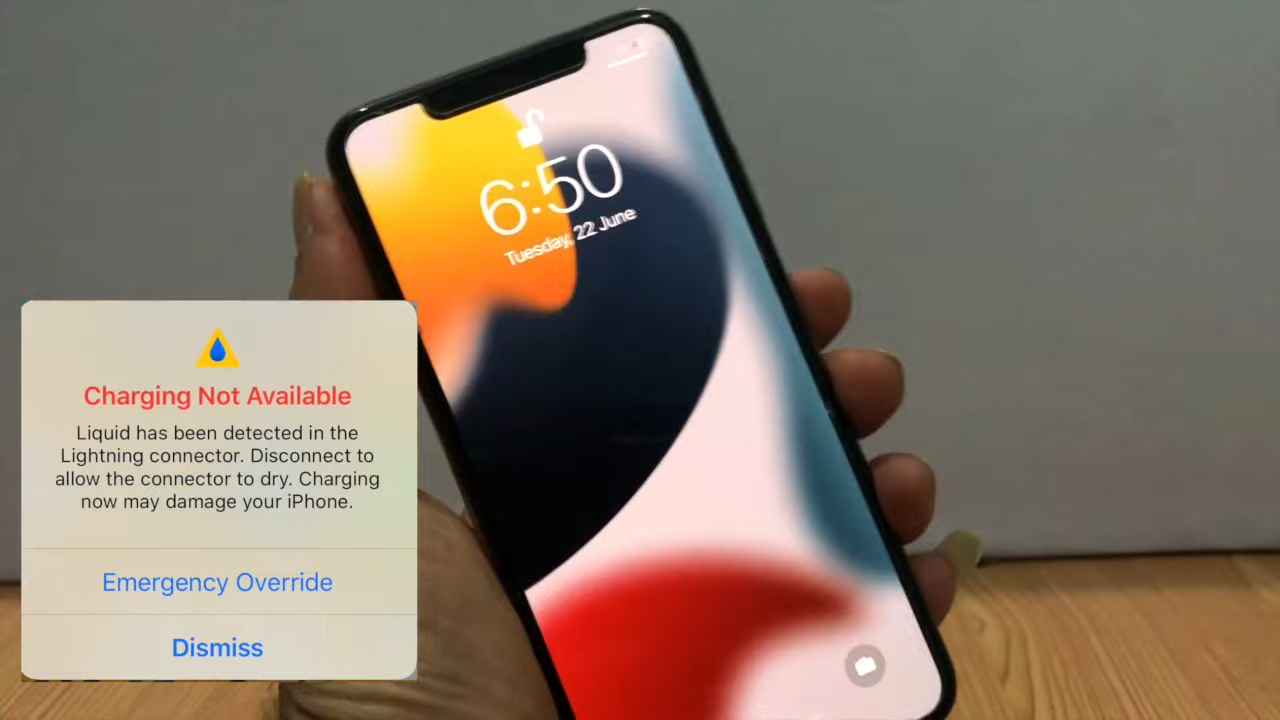 6:50
Tuesday, 22 June
Charging Not Available
Liquid has been detected in the
Lightning connector. Disconnect to
allow the connector to dry. Charging
now may damage your iPhone.
Emergency Override
Dismiss